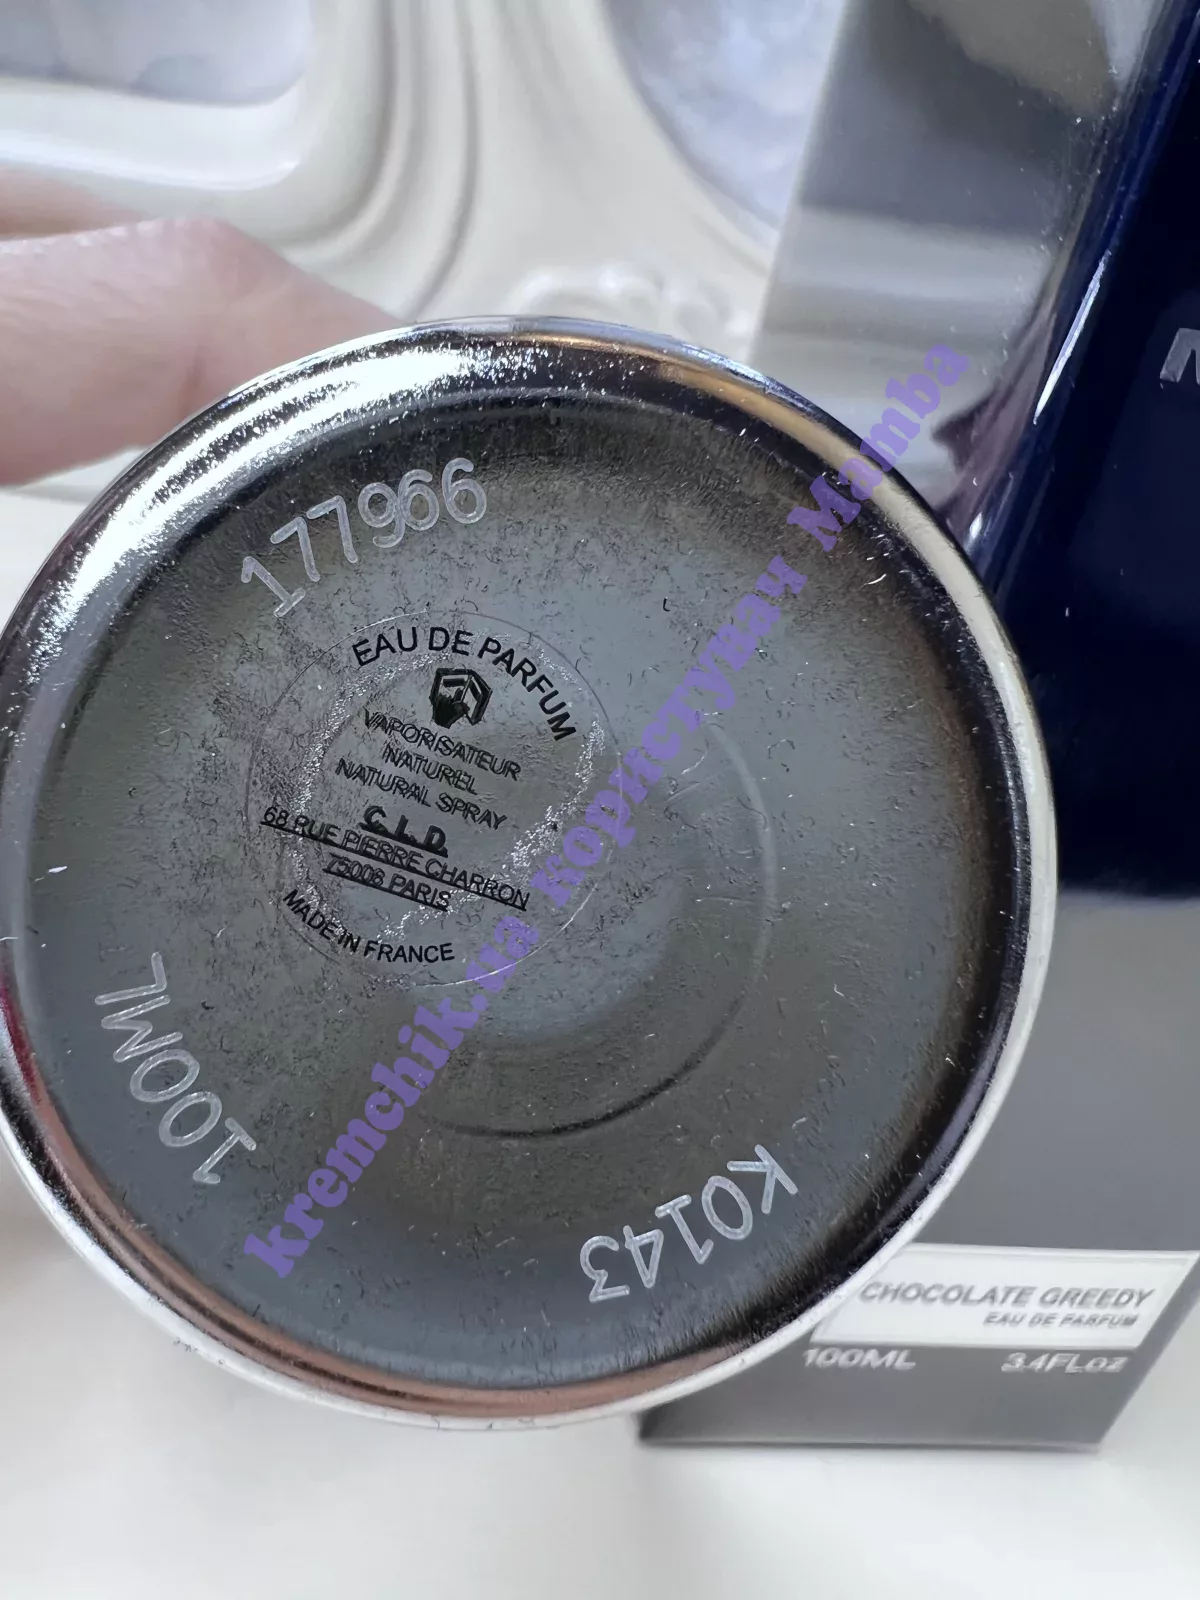 177966
EAU DE PARFUM
VAPORISATEUR
NATUREL
NATURAL SPRAY
C.L.D
68 RUE PIERRE CHARRON
75006 PARIS
MADE IN FRANCE
100ML
K0143
CHOCOLATE GREEDY
EAU DE PARFUM
100ML 3.4FL.oz
kremchik.ua користувач Mamba